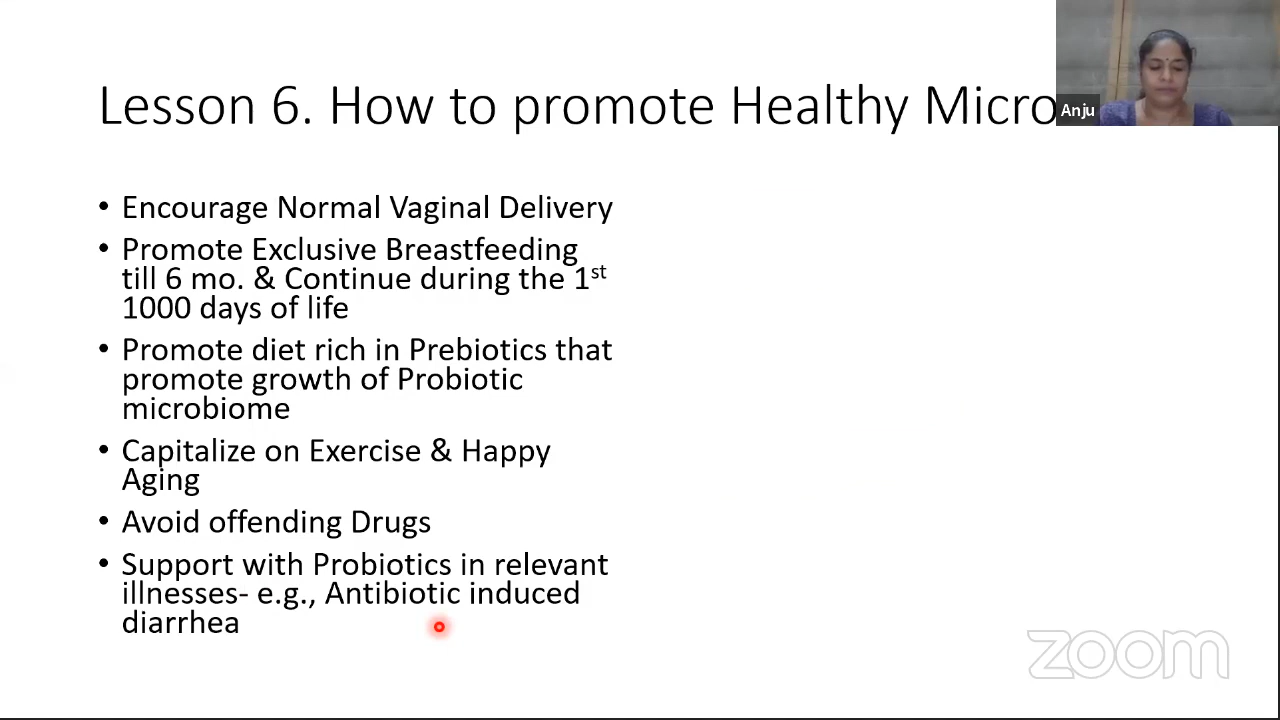 Lesson 6. How to promote Healthy Micro
Anju
• Encourage Normal Vaginal Delivery
• Promote Exclusive Breastfeeding
till 6 mo. & Continue during the 1st
1000 days of life
• Promote diet rich in Prebiotics that
promote growth of Probiotic
microbiome
• Capitalize on Exercise & Happy
Aging
• Avoid offending Drugs
• Support with Probiotics in relevant
illnesses- e.g., Antibiotic induced
diarrhea
zoom